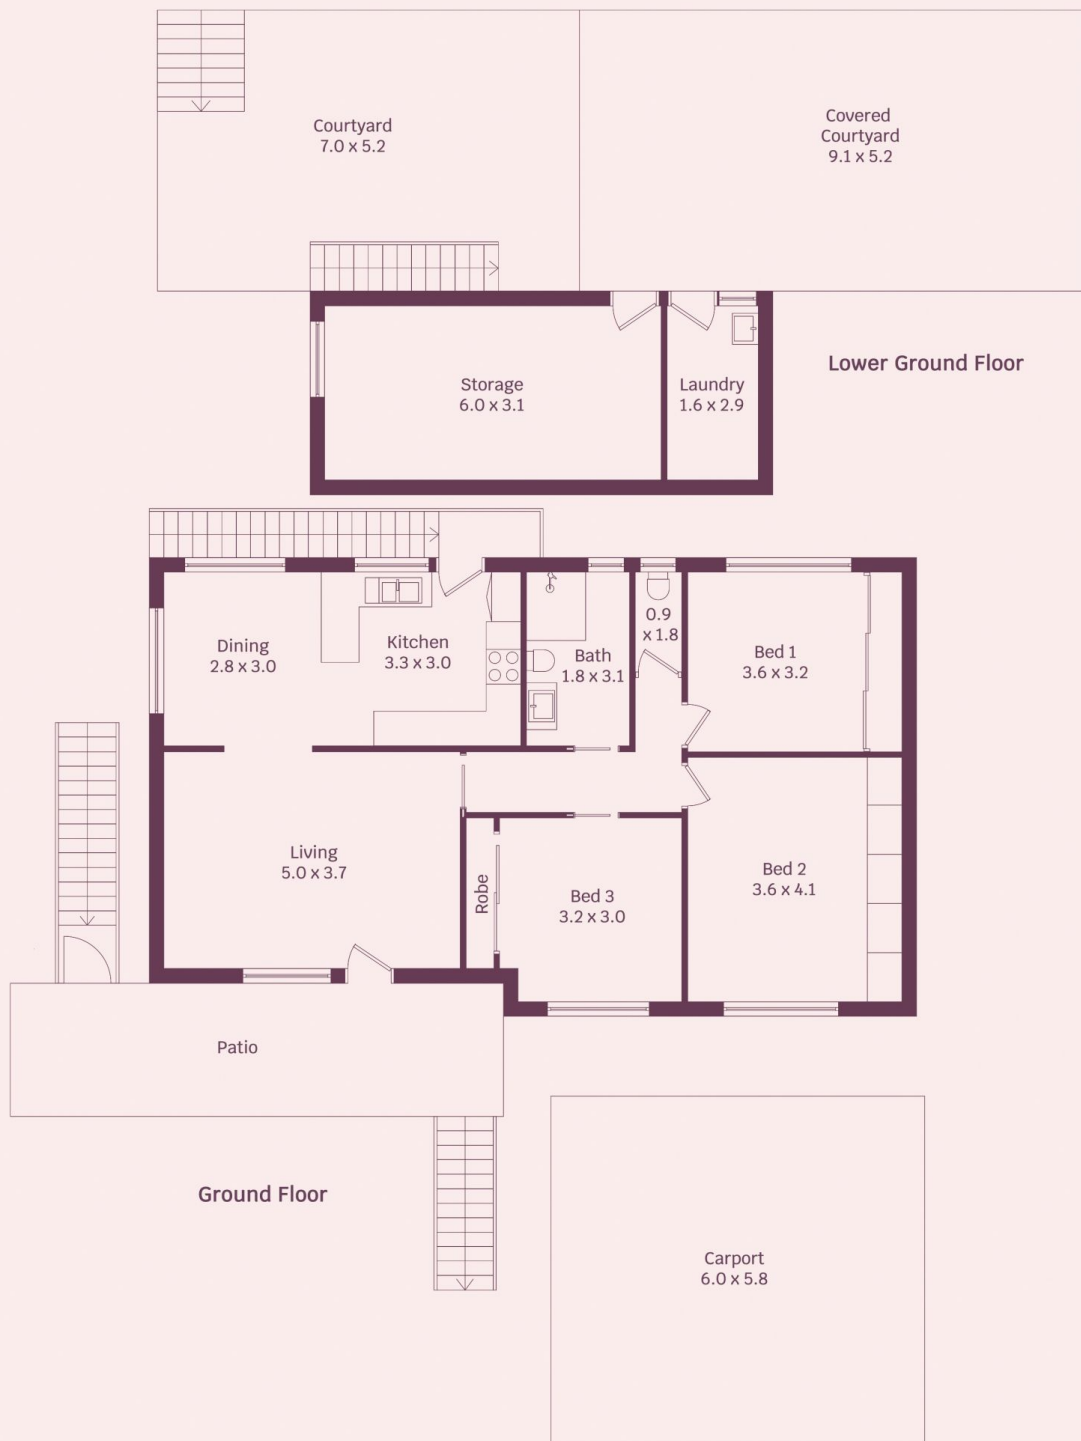 Courtyard
7.0 x 5.2
Covered
Courtyard
9.1 x 5.2
Lower Ground Floor
Storage
6.0 x 3.1
Laundry
1.6 x 2.9
Dining
2.8 x 3.0
Kitchen
3.3 x 3.0
Bath
1.8 x 3.1
0.9
x 1.8
Bed 1
3.6 x 3.2
Living
5.0 x 3.7
Robe
Bed 3
3.2 x 3.0
Bed 2
3.6 x 4.1
Patio
Ground Floor
Carport
6.0 x 5.8